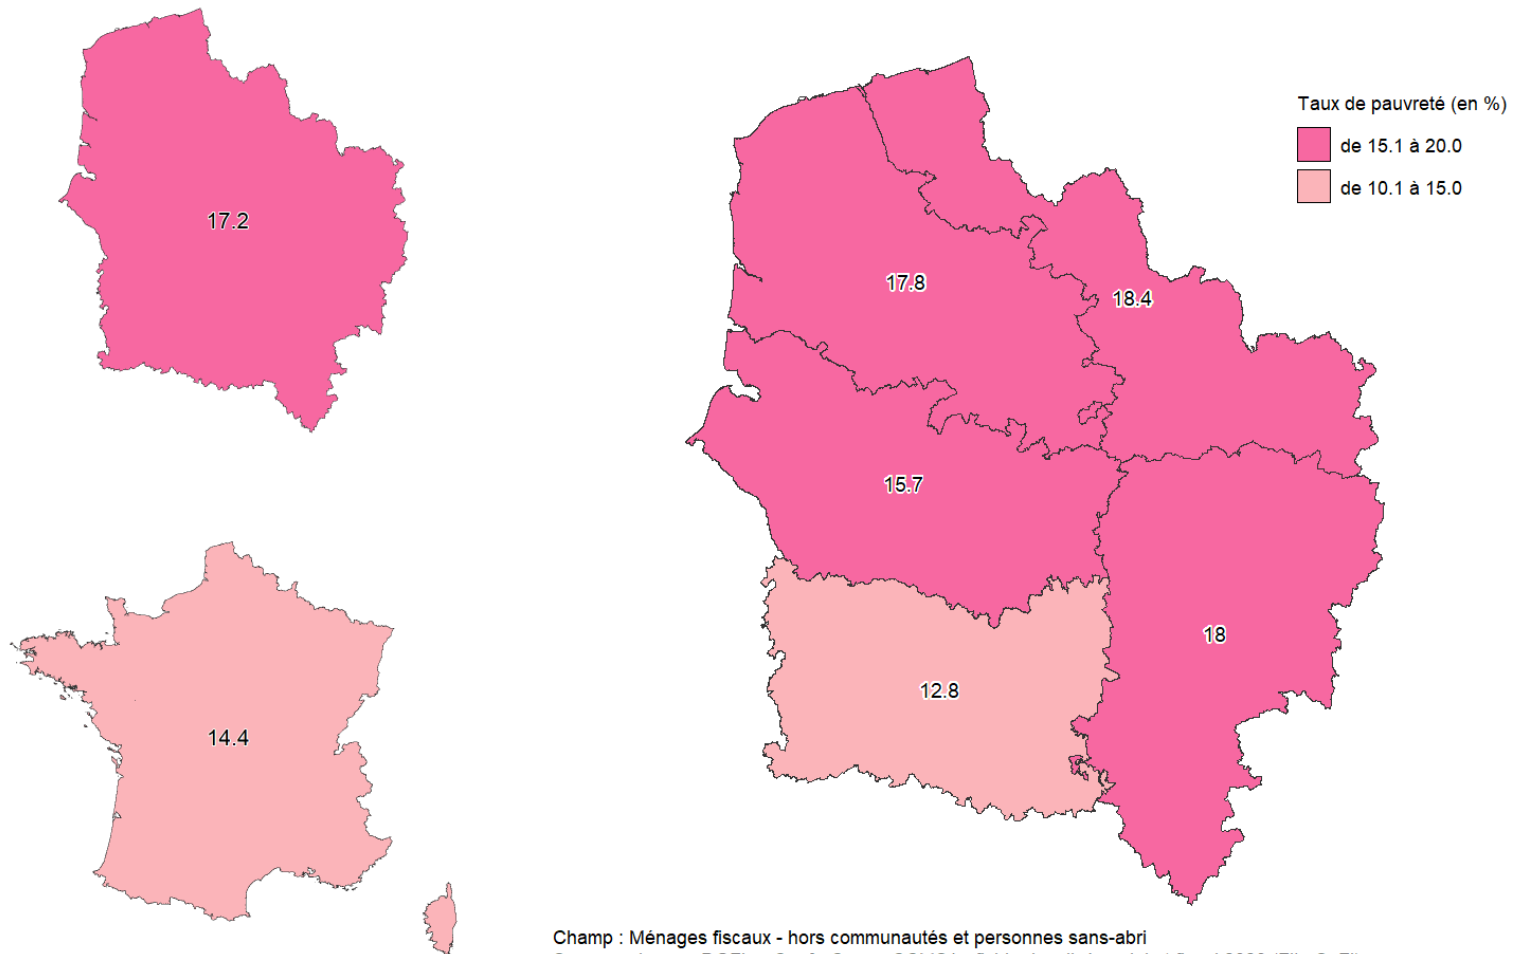 17.2
14.4
17.8
18.4
15.7
12.8
18
Taux de pauvreté (en %)
de 15.1 à 20.0
de 10.1 à 15.0
Champ : Ménages fiscaux - hors communautés et personnes sans-abri